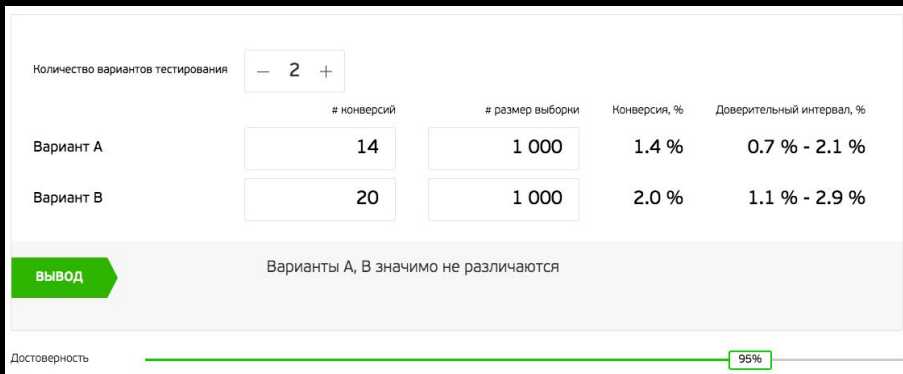 Количество вариантов тестирования – 2 +
# конверсий # размер выборки Конверсия, % Доверительный интервал, %
Вариант A 14 1 000 1.4 % 0.7 % - 2.1 %
Вариант B 20 1 000 2.0 % 1.1 % - 2.9 %
ВЫВОД Варианты A, B значимо не различаются
Достоверность 95%